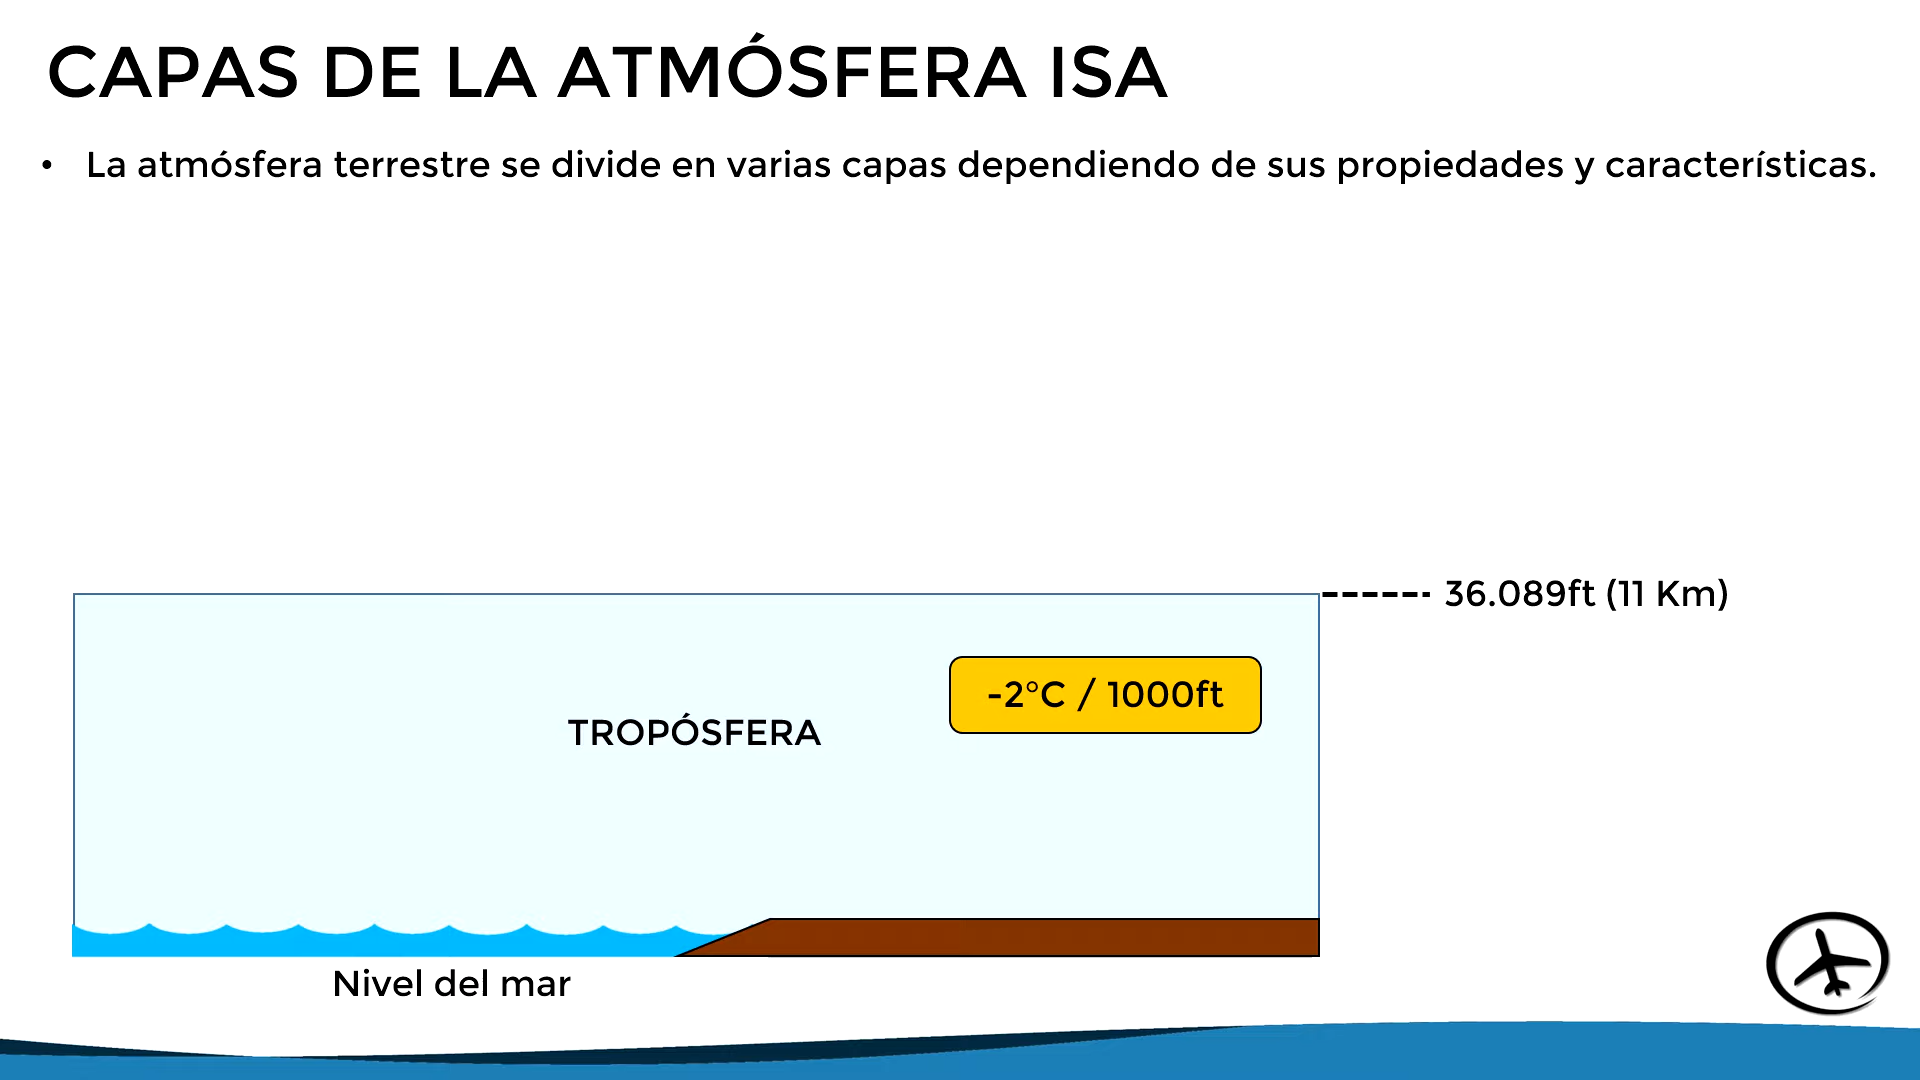 CAPAS DE LA ATMÓSFERA ISA
• La atmósfera terrestre se divide en varias capas dependiendo de sus propiedades y características.
36.089ft (11 Km)
-2°C / 1000ft
TROPÓSFERA
Nivel del mar